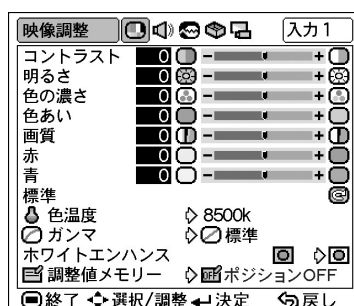 映像調整 入力1
コントラスト 0 - +
明るさ 0 - +
色の濃さ 0 - +
色あい 0 - +
画質 0 - +
赤 0 - +
青 0 - +
標準
色温度 8500k
ガンマ 標準
ホワイトエンハンス
調整値メモリー OFF ポジションOFF
終了 選択/調整 決定 戻し